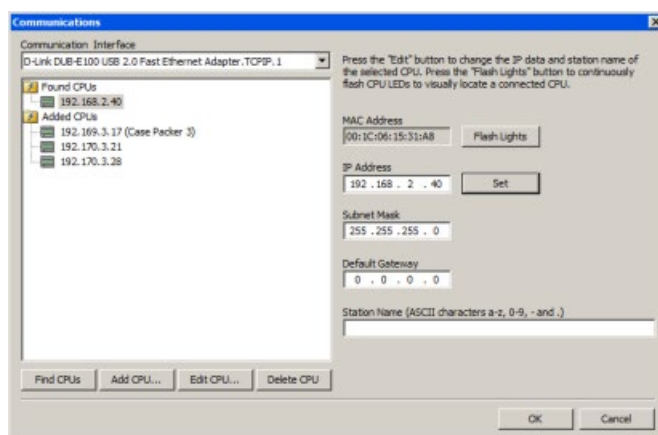 Communications
Communication Interface
D-Link DUB-E100 USB 2.0 Fast Ethernet Adapter.TCPIP.1
Press the "Edit" button to change the IP data and station name of
the selected CPU. Press the "Flash Lights" button to continuously
flash CPU LEDs to visually locate a connected CPU.
Found CPUs
192.168.2.40
Added CPUs
192.169.3.17 (Case Packer 3)
192.170.3.21
192.170.3.28
MAC Address
00:1C:06:15:31:A8
Flash Lights
IP Address
192 .168 . 2 . 40
Set
Subnet Mask
255 .255 .255 . 0
Default Gateway
0 . 0 . 0 . 0
Station Name (ASCII characters a-z, 0-9, - and .)
Find CPUs
Add CPU...
Edit CPU...
Delete CPU
OK
Cancel